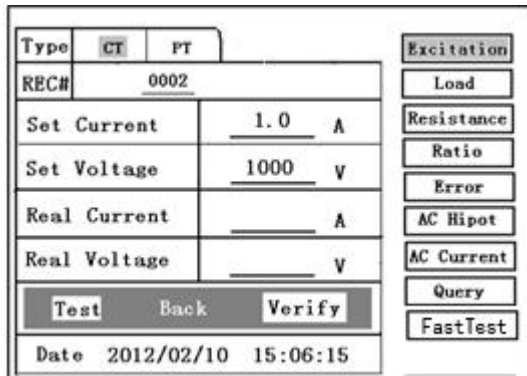 Type CT PT
REC# 0002
Set Current 1.0 A
Set Voltage 1000 V
Real Current A
Real Voltage V
Test Back Verify
Date 2012/02/10 15:06:15
Excitation
Load
Resistance
Ratio
Error
AC Hipot
AC Current
Query
FastTest